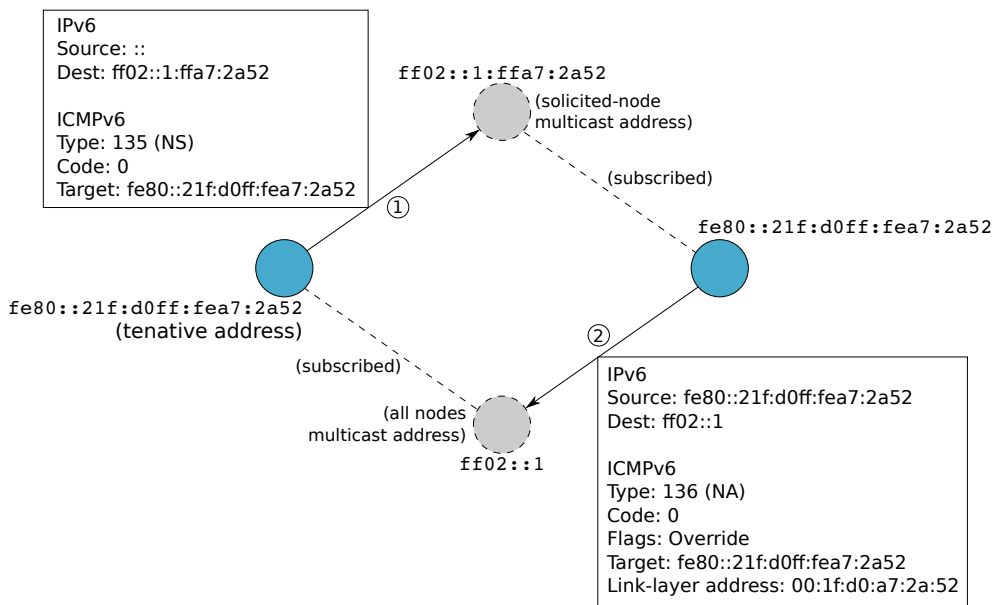 IPv6
Source: ::
Dest: ff02::1:ffa7:2a52
ICMPv6
Type: 135 (NS)
Code: 0
Target: fe80::21f:d0ff:fea7:2a52
ff02::1:ffa7:2a52
(solicited-node
multicast address)
(subscribed)
①
fe80::21f:d0ff:fea7:2a52
fe80::21f:d0ff:fea7:2a52
(tenative address)
②
(subscribed)
(all nodes
multicast address)
ff02::1
IPv6
Source: fe80::21f:d0ff:fea7:2a52
Dest: ff02::1
ICMPv6
Type: 136 (NA)
Code: 0
Flags: Override
Target: fe80::21f:d0ff:fea7:2a52
Link-layer address: 00:1f:d0:a7:2a:52